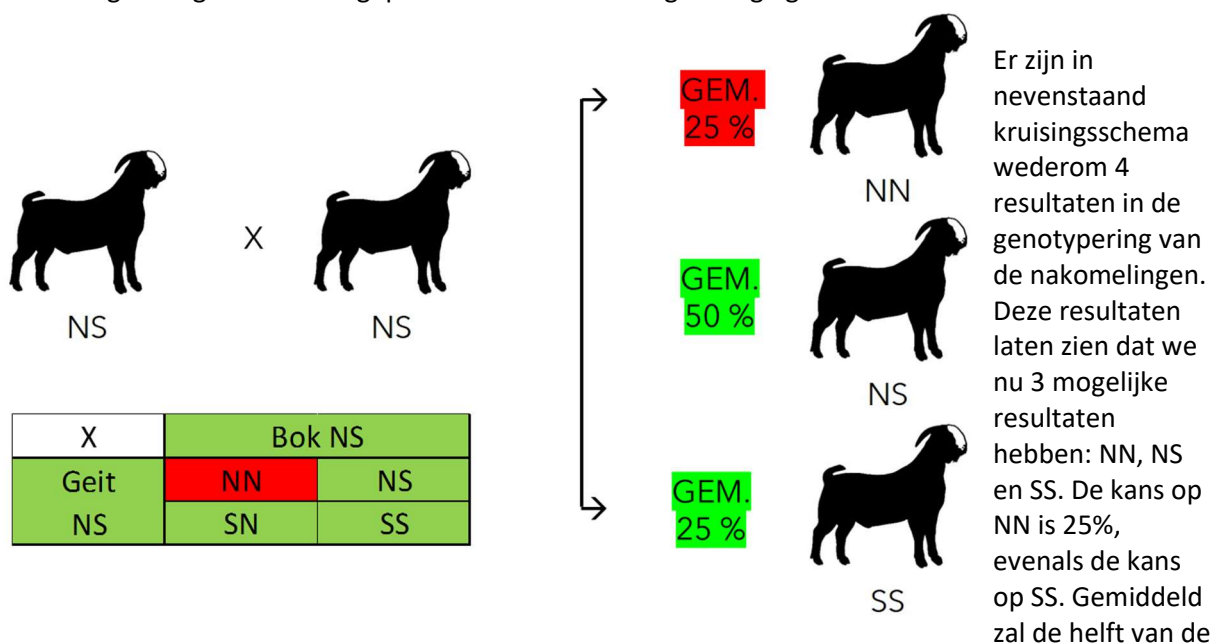 GEM.
25 %
NN
NS
X
NS
GEM.
50 %
NS
X Bok NS
Geit NN NS
NS SN SS
GEM.
25 %
SS
Er zijn in
nevenstaand
kruisingsschema
wederom 4
resultaten in de
genotypering van
de nakomelingen.
Deze resultaten
laten zien dat we
nu 3 mogelijke
resultaten
hebben: NN, NS
en SS. De kans op
NN is 25%,
evenals de kans
op SS. Gemiddeld
zal de helft van de